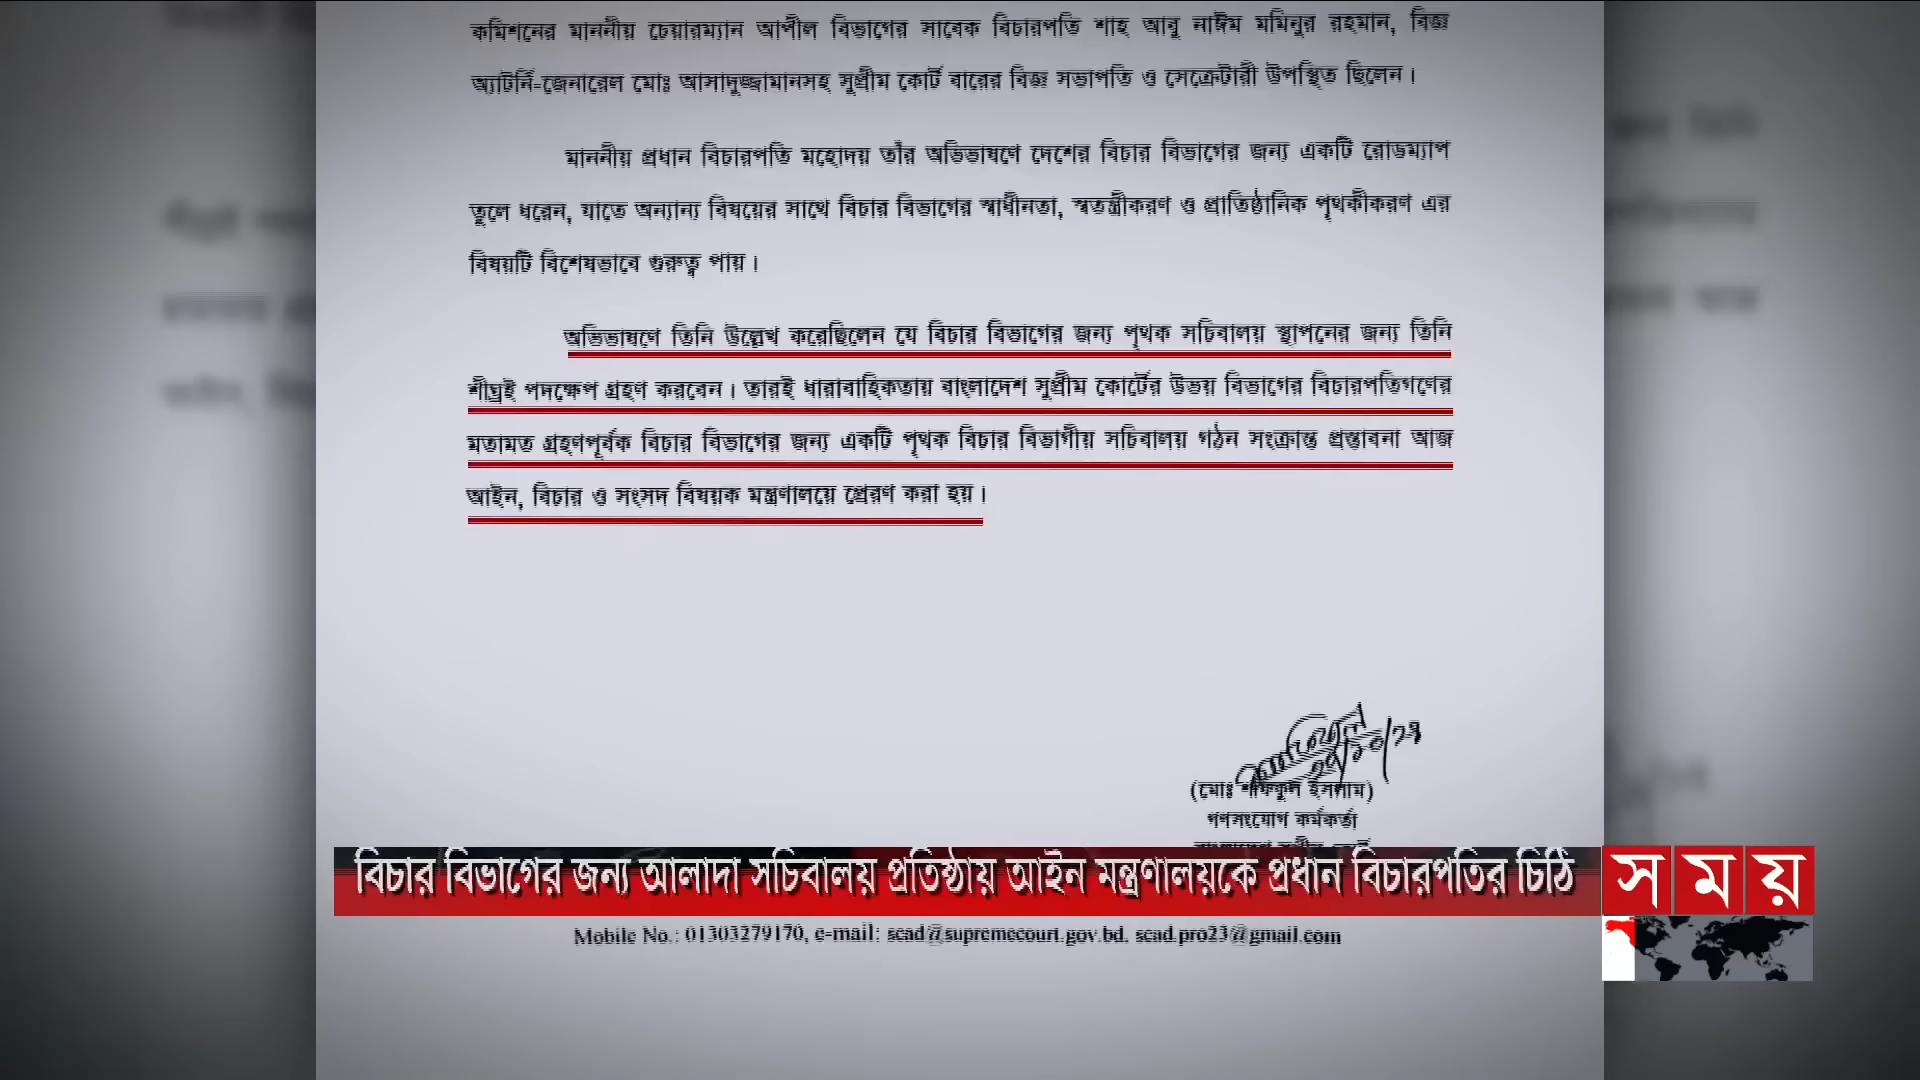 কমিশনের মাননীয় চেয়ারম্যান আপীল বিভাগের সাবেক বিচারপতি শাহ আবু নাঈম মমিনুর রহমান, বিজ্ঞ
অ্যাটর্নি-জেনারেল মোঃ আসাদুজ্জামানসহ সুপ্রীম কোর্ট বারের বিজ্ঞ সভাপতি ও সেক্রেটারী উপস্থিত ছিলেন।
মাননীয় প্রধান বিচারপতি মহোদয় তাঁর অভিভাষণে দেশের বিচার বিভাগের জন্য একটি রোডম্যাপ
তুলে ধরেন, যাতে অন্যান্য বিষয়ের সাথে বিচার বিভাগের স্বাধীনতা, স্বতন্ত্রীকরণ ও প্রাতিষ্ঠানিক পৃথকীকরণ এর
বিষয়টি বিশেষভাবে গুরুত্ব পায়।
অভিভাষণে তিনি উল্লেখ করেছিলেন যে বিচার বিভাগের জন্য পৃথক সচিবালয় স্থাপনের জন্য তিনি
শীঘ্রই পদক্ষেপ গ্রহণ করবেন। তারই ধারাবাহিকতায় বাংলাদেশ সুপ্রীম কোর্টের উভয় বিভাগের বিচারপতিগণের
মতামত গ্রহণপূর্বক বিচার বিভাগের জন্য একটি পৃথক বিচার বিভাগীয় সচিবালয় গঠন সংক্রান্ত প্রস্তাবনা আজ
আইন, বিচার ও সংসদ বিষয়ক মন্ত্রণালয়ে প্রেরণ করা হয়।
(মোঃ শফিকুল ইসলাম)
গণসংযোগ কর্মকর্তা
বিচার বিভাগের জন্য আলাদা সচিবালয় প্রতিষ্ঠায় আইন মন্ত্রণালয়কে প্রধান বিচারপতির চিঠি
সময়
Mobile No.: 01303279170, e-mail: scad@supremecourt.gov.bd, scad.pro23@gmail.com